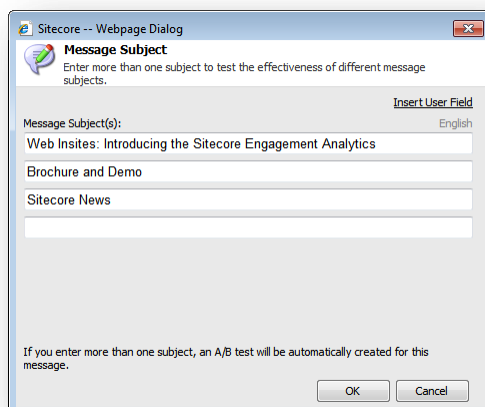 Sitecore -- Webpage Dialog
Message Subject
Enter more than one subject to test the effectiveness of different message
subjects.
Insert User Field
Message Subject(s):
English
Web Insites: Introducing the Sitecore Engagement Analytics
Brochure and Demo
Sitecore News
If you enter more than one subject, an A/B test will be automatically created for this
message.
OK
Cancel